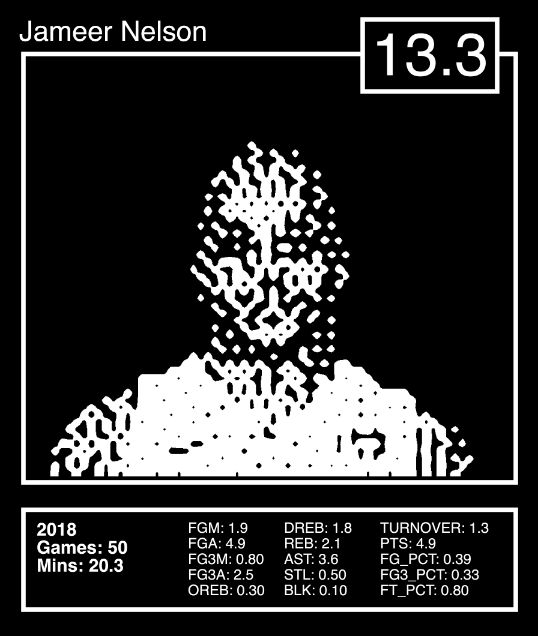 Jameer Nelson
13.3
2018
Games: 50
Mins: 20.3
FGM: 1.9
FGA: 4.9
FG3M: 0.80
FG3A: 2.5
OREB: 0.30
DREB: 1.8
REB: 2.1
AST: 3.6
STL: 0.50
BLK: 0.10
TURNOVER: 1.3
PTS: 4.9
FG_PCT: 0.39
FG3_PCT: 0.33
FT_PCT: 0.80